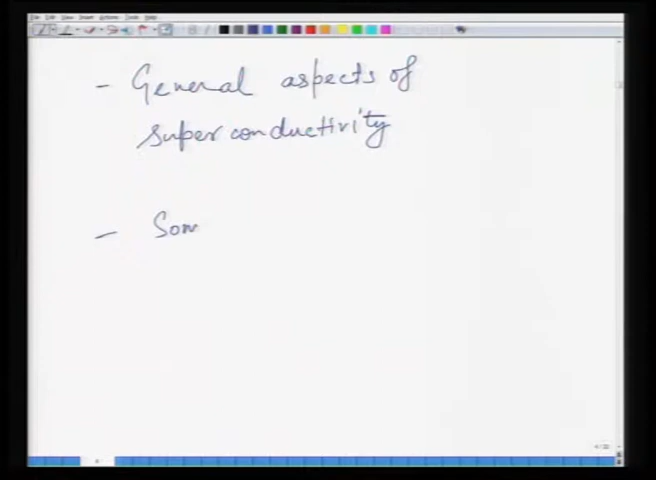 - General aspects of
superconductivity
- Som